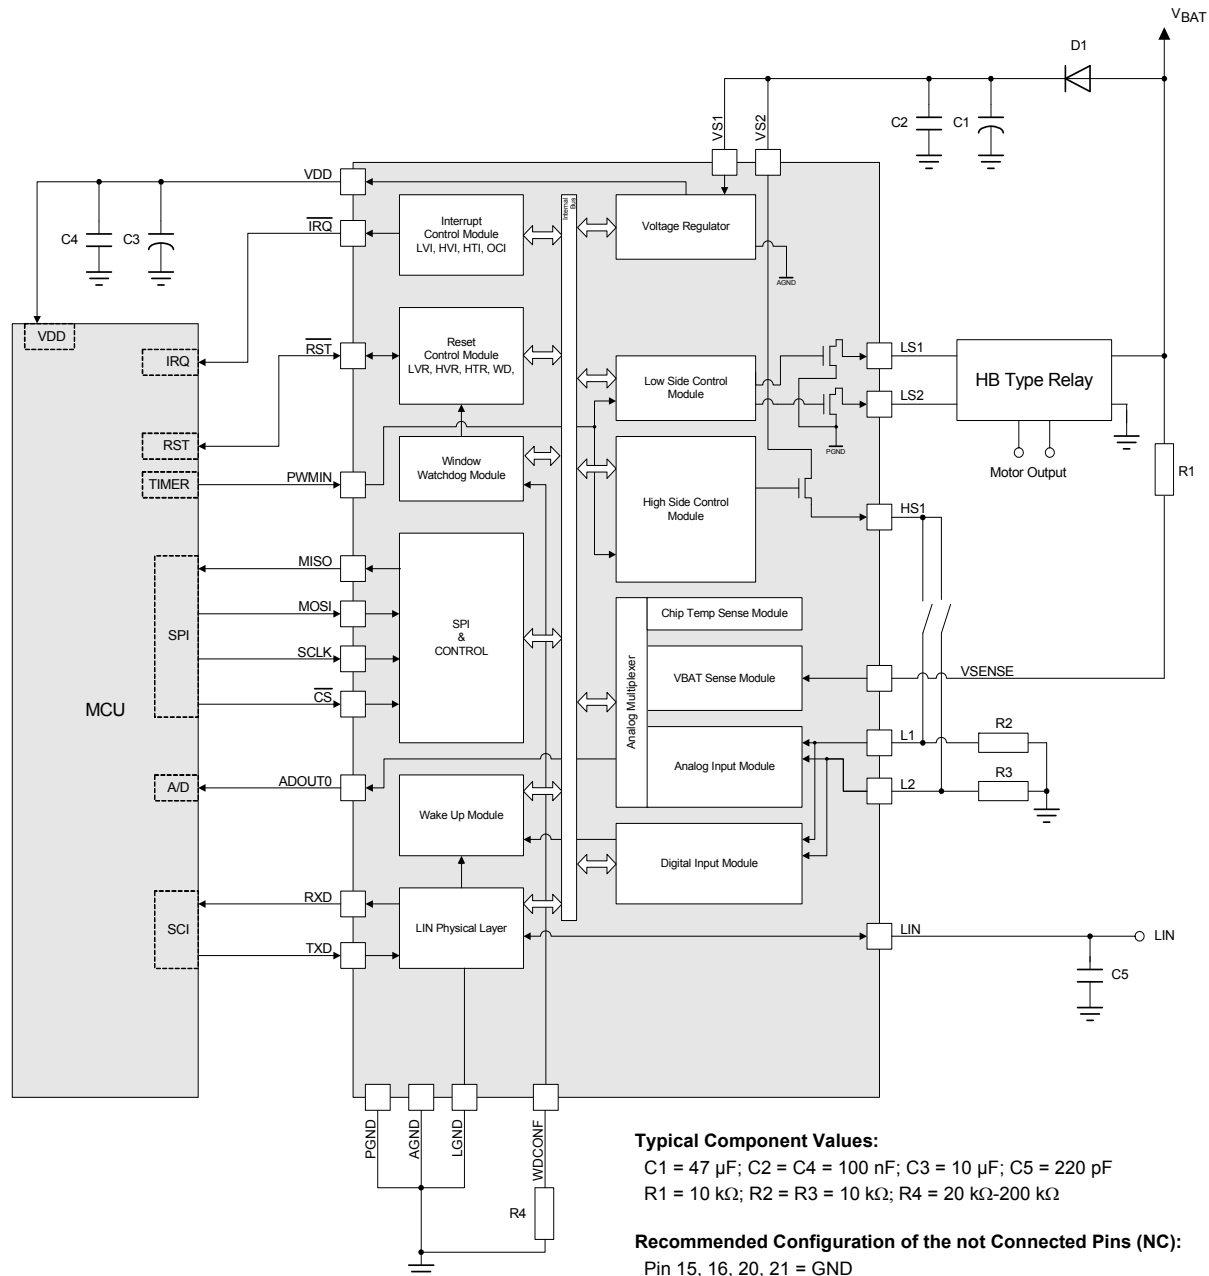 VBAT
D1
C2
C1
VS1
VS2
VDD
C4
C3
IRQ
Interrupt
Control Module
LVI, HVI, HTI, OCI
Internal
Bus
Voltage Regulator
AGND
VDD
IRQ
RST
Reset
Control Module
LVR, HVR, HTR, WD,
Low Side Control
Module
LS1
LS2
HB Type Relay
PGND
Motor Output
R1
RST
TIMER
PWMIN
Window
Watchdog Module
High Side Control
Module
HS1
MISO
MOSI
SCLK
CS
SPI
SPI
&
CONTROL
MCU
Chip Temp Sense Module
VBAT Sense Module
VSENSE
Analog Multiplexer
Analog Input Module
L1
R2
L2
R3
A/D
ADOUT0
Wake Up Module
Digital Input Module
SCI
RXD
TXD
LIN Physical Layer
LIN
LIN
C5
PGND
AGND
LGND
WDCONF
R4
Typical Component Values:
C1 = 47 µF; C2 = C4 = 100 nF; C3 = 10 µF; C5 = 220 pF
R1 = 10 kΩ; R2 = R3 = 10 kΩ; R4 = 20 kΩ-200 kΩ
Recommended Configuration of the not Connected Pins (NC):
Pin 15, 16, 20, 21 = GND